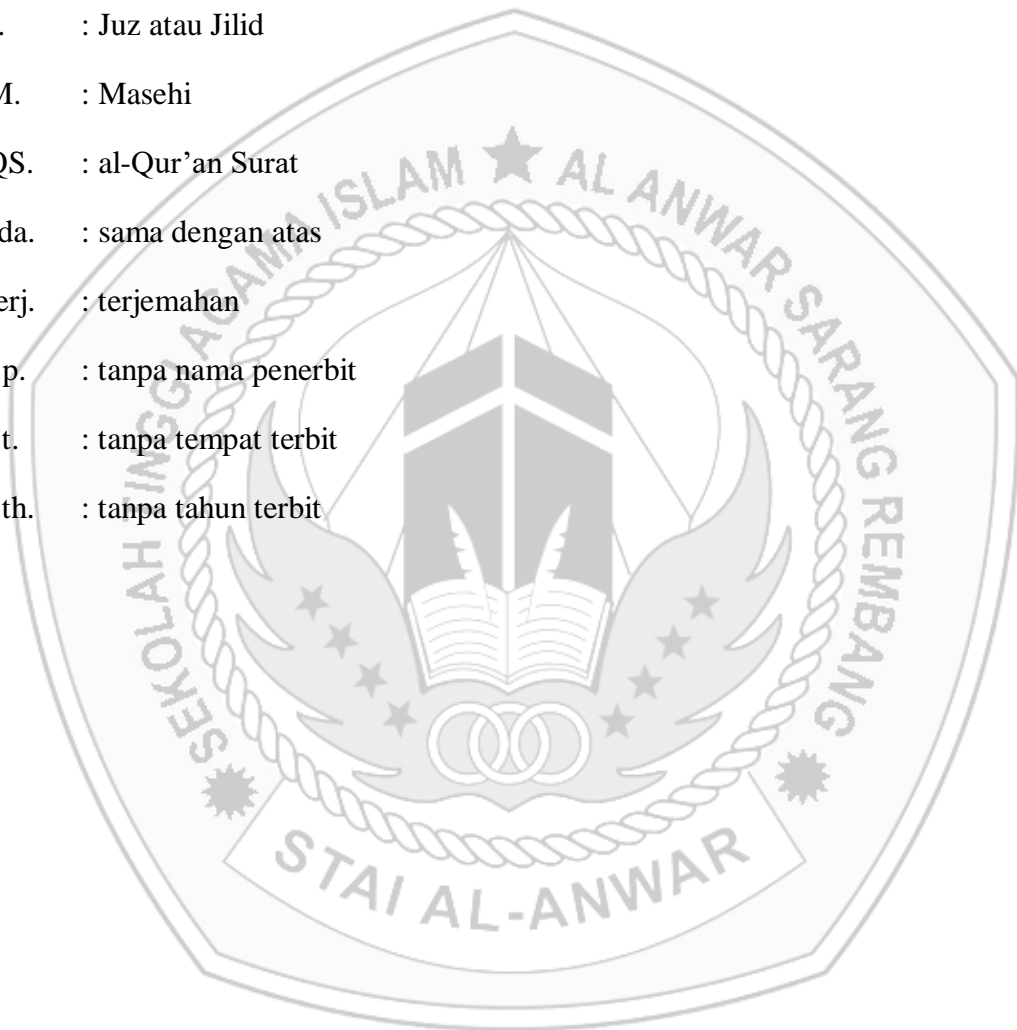 . : Juz atau Jilid
M. : Masehi
QS. : al-Qur’an Surat
da. : sama dengan atas
erj. : terjemahan
p. : tanpa nama penerbit
t. : tanpa tempat terbit
th. : tanpa tahun terbit
SEKOLAH TINGG AGAMA ISLAM ★ AL ANWAR SARANG REMBANG
STAI AL-ANWAR